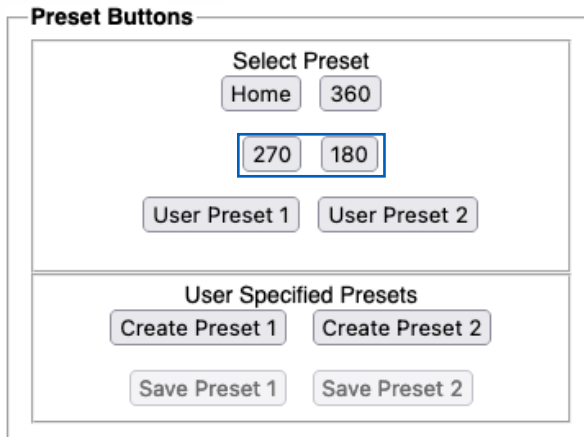 Preset Buttons
Select Preset
Home 360
270 180
User Preset 1 User Preset 2
User Specified Presets
Create Preset 1 Create Preset 2
Save Preset 1 Save Preset 2